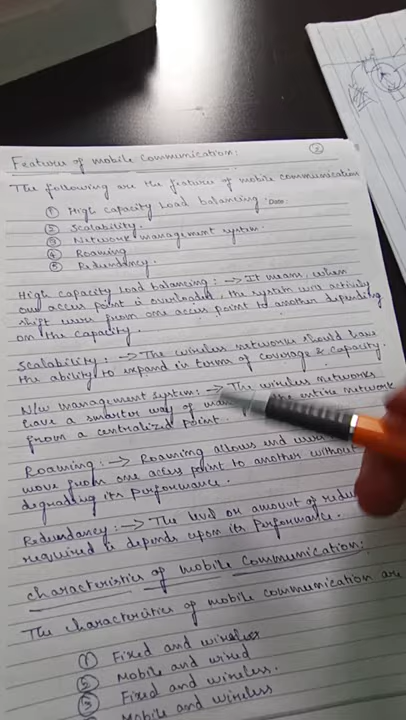 Features of mobile communication:
②
The following are the features of mobile communication
① High capacity Load balancing:
② Scalability.
③ Network management system.
④ Roaming
⑤ Redundancy.
High capacity Load balancing: → It means, when
one access point is overloaded, the system will actively
shift users from one access point to another depending
on the capacity.
Scalability: → The wireless networks should have
the ability to expand in terms of coverage & capacity.
N/w management system: → The wireless networks
have a smarter way of the entire network
from a centralized point.
Roaming: → Roaming allows end
move from one access point to another without
degrading its performance.
Redundancy: → The level or amount of
required is depends upon its performance.
characteristics of mobile communication:
The charactercities of mobile communication are
① Fixed and wireless
② Mobile and wired
③ Fixed and wireless.
Mobile and wireless